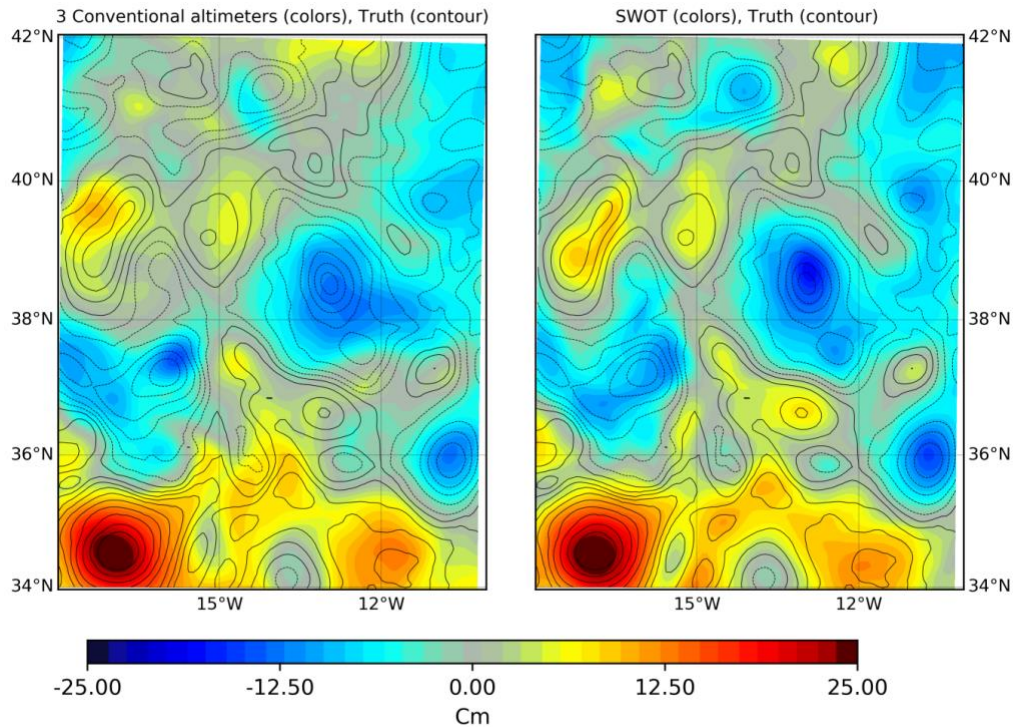 3 Conventional altimeters (colors), Truth (contour)
SWOT (colors), Truth (contour)
42°N
42°N
40°N
40°N
38°N
38°N
36°N
36°N
34°N
34°N
15°W
12°W
15°W
12°W
-25.00
-12.50
0.00
12.50
25.00
Cm